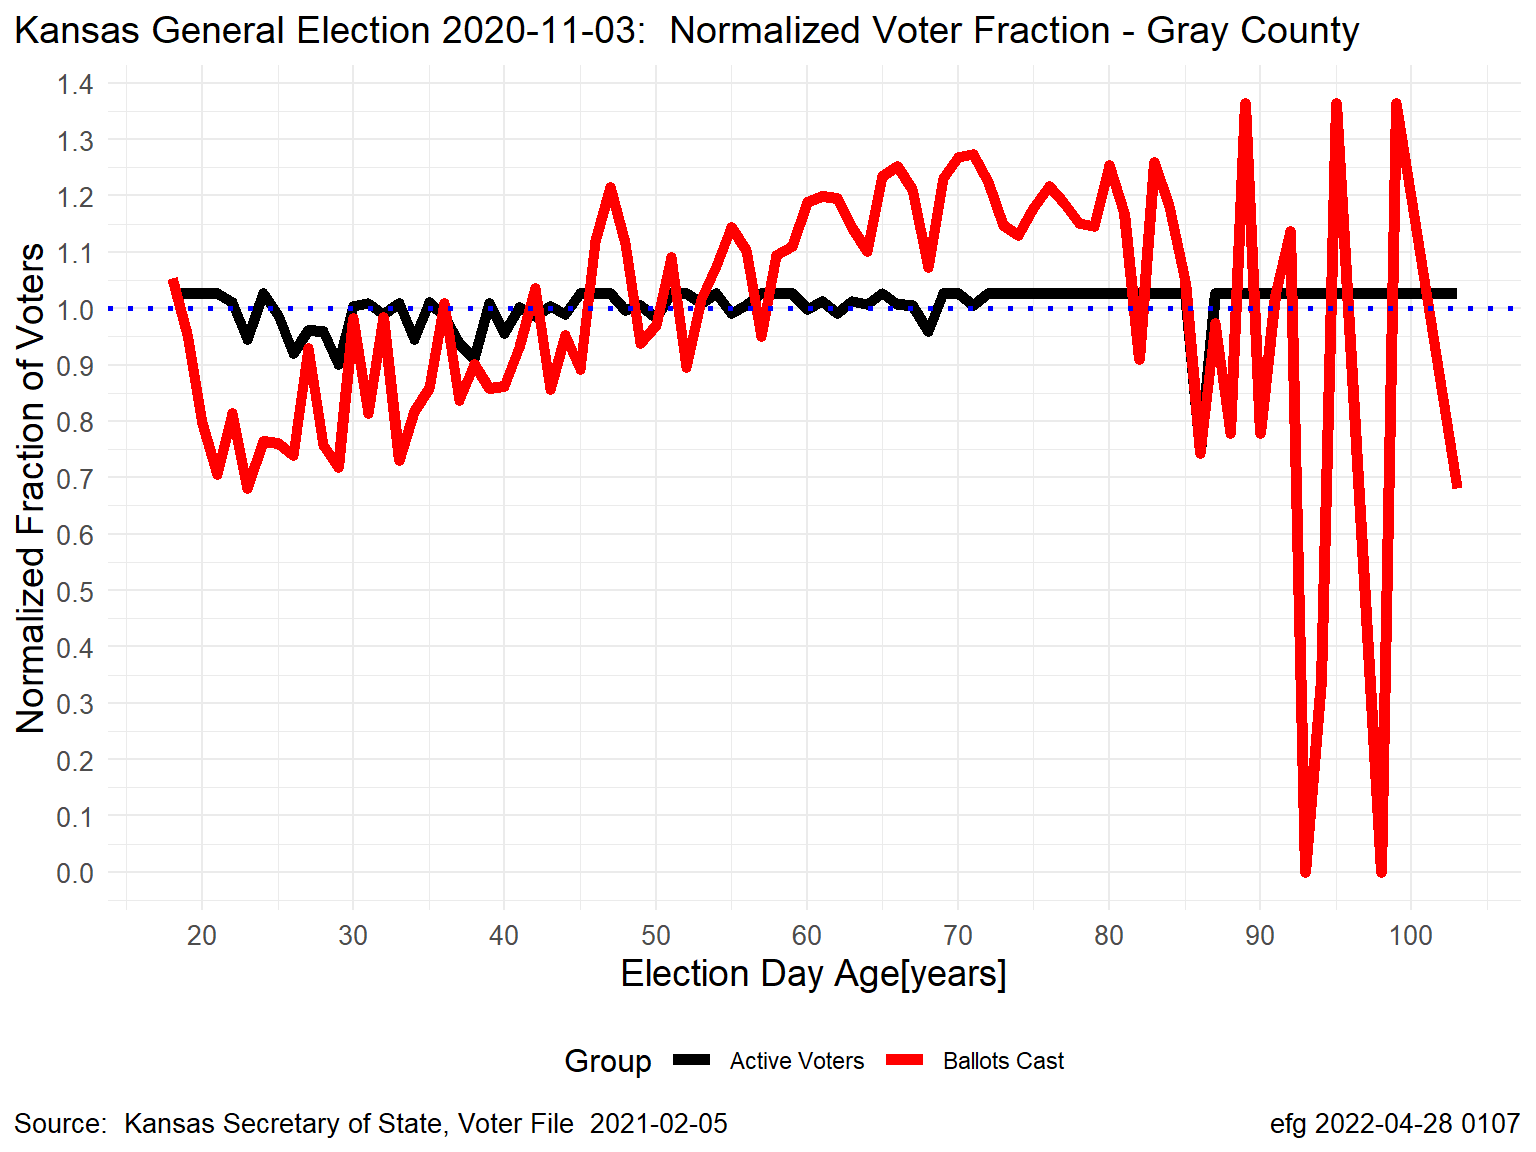 Kansas General Election 2020-11-03:  Normalized Voter Fraction - Gray County
Normalized Fraction of Voters
1.4
1.3
1.2
1.1
1.0
0.9
0.8
0.7
0.6
0.5
0.4
0.3
0.2
0.1
0.0
20 30 40 50 60 70 80 90 100
Election Day Age[years]
Group Active Voters Ballots Cast
Source:  Kansas Secretary of State, Voter File  2021-02-05
efg 2022-04-28 0107